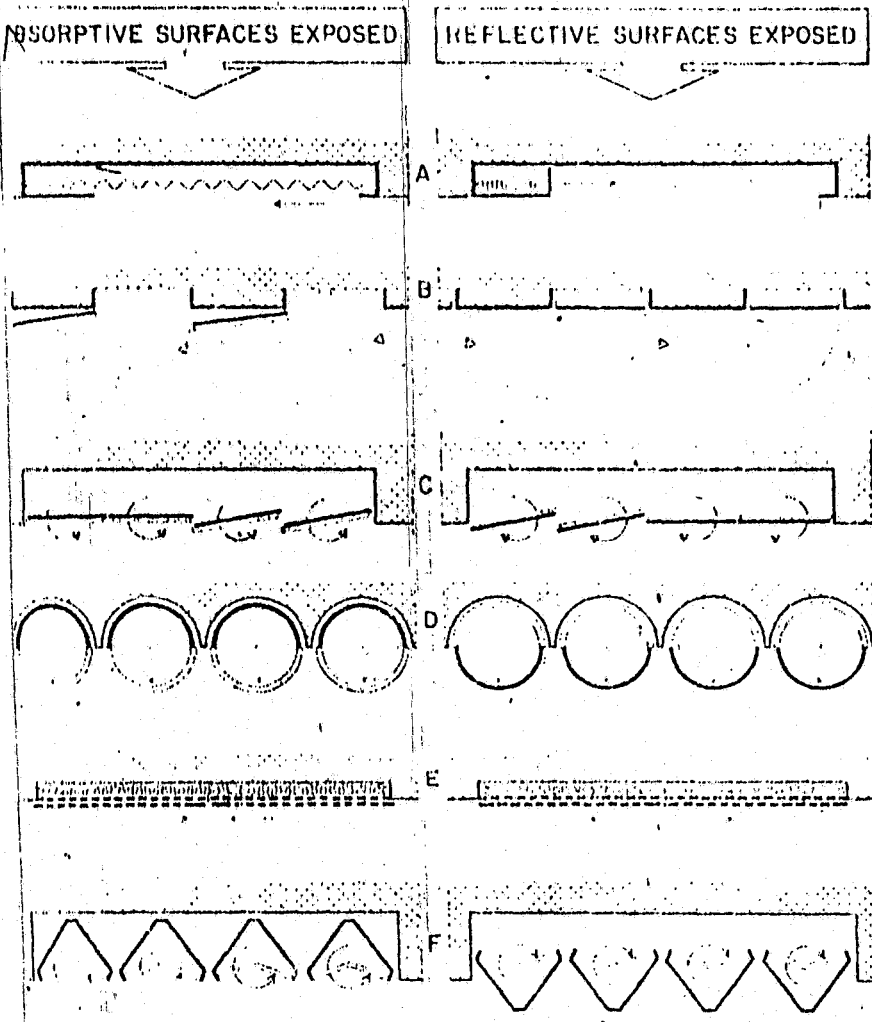 ABSORPTIVE SURFACES EXPOSED
REFLECTIVE SURFACES EXPOSED
A
B
C
D
E
F